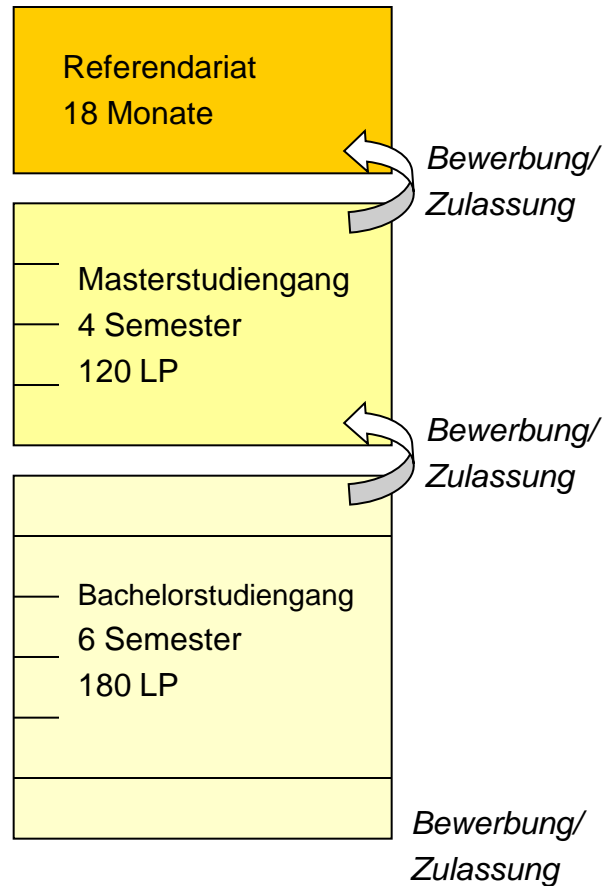 Referendariat
18 Monate
Bewerbung/
Zulassung
Masterstudiengang
4 Semester
120 LP
Bewerbung/
Zulassung
Bachelorstudiengang
6 Semester
180 LP
Bewerbung/
Zulassung